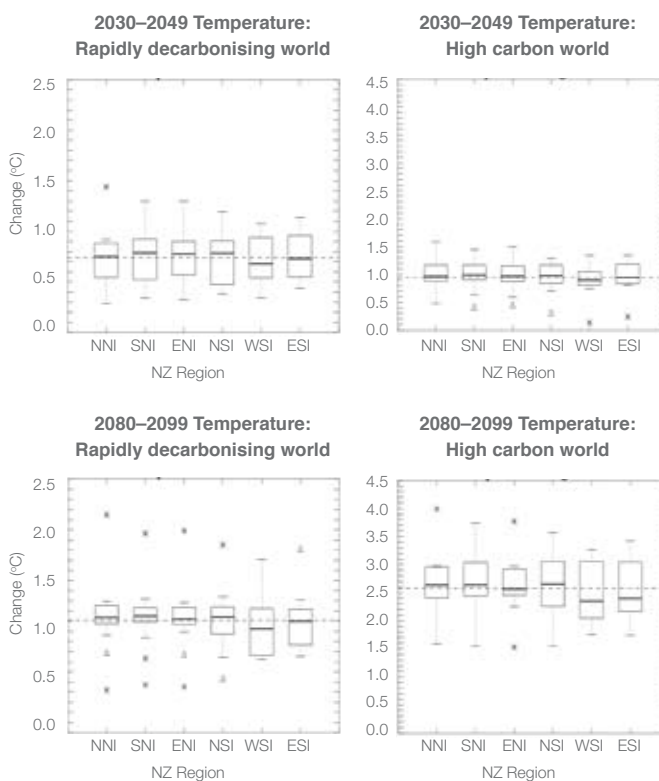 2030–2049 Temperature:
Rapidly decarbonising world
2.5
2.0
1.5
1.0
0.5
0.0
Change (°C)
NNI SNI ENI NSI WSI ESI
NZ Region
2030–2049 Temperature:
High carbon world
4.5
4.0
3.5
3.0
2.5
2.0
1.5
1.0
0.5
0.0
NNI SNI ENI NSI WSI ESI
NZ Region
2080–2099 Temperature:
Rapidly decarbonising world
2.5
2.0
1.5
1.0
0.5
0.0
Change (°C)
NNI SNI ENI NSI WSI ESI
NZ Region
2080–2099 Temperature:
High carbon world
4.5
4.0
3.5
3.0
2.5
2.0
1.5
1.0
0.5
0.0
NNI SNI ENI NSI WSI ESI
NZ Region